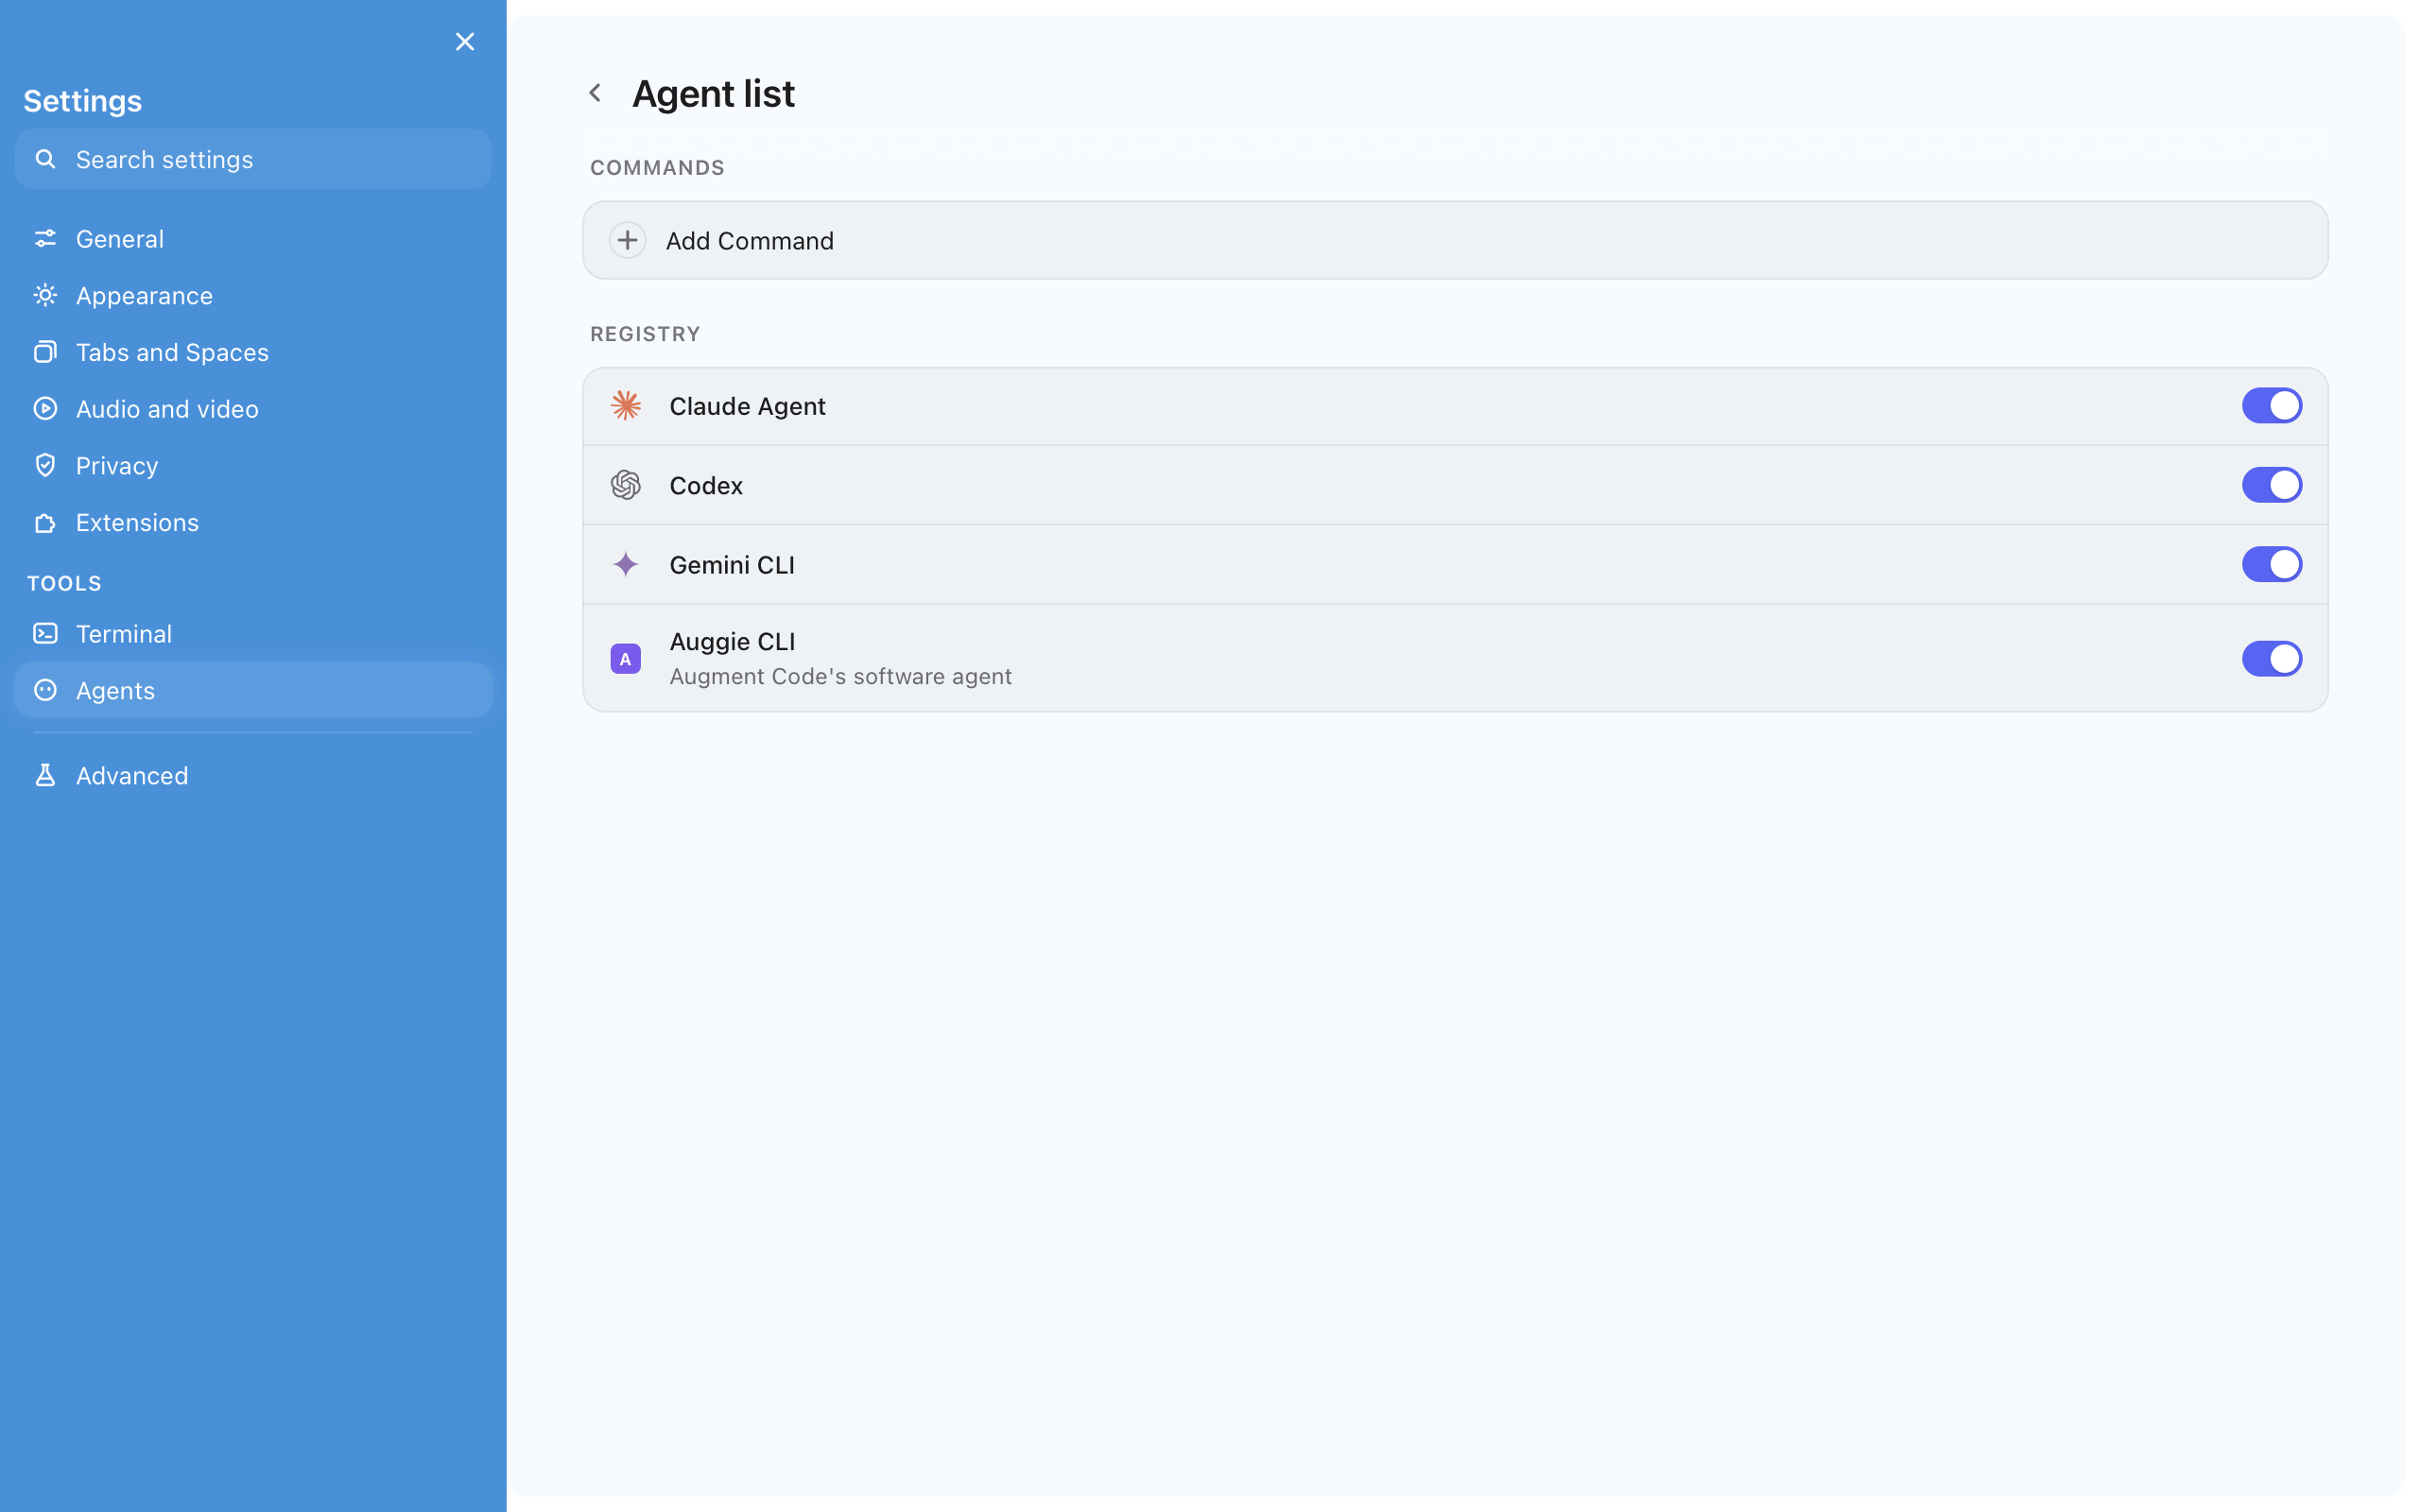 Settings
Search settings
General
Appearance
Tabs and Spaces
Audio and video
Privacy
Extensions
TOOLS
Terminal
Agents
Advanced
Agent list
COMMANDS
Add Command
REGISTRY
Claude Agent
Codex
Gemini CLI
A
Auggie CLI
Augment Code's software agent